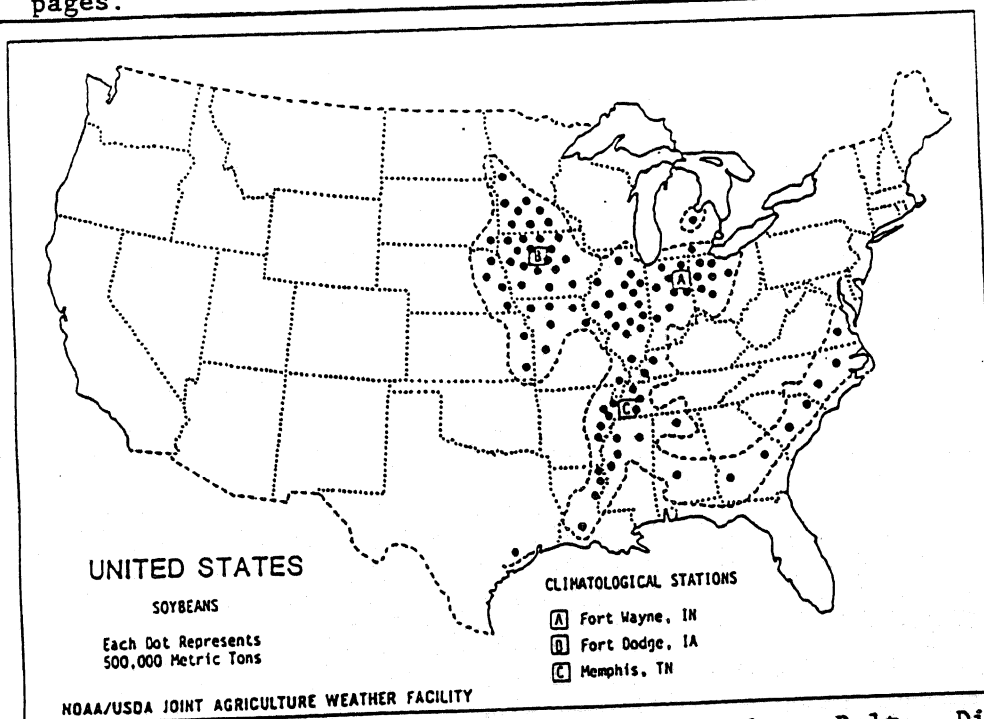 pages.
B
A
C
UNITED STATES
SOYBEANS
Each Dot Represents
500,000 Metric Tons
CLIMATOLOGICAL STATIONS
A Fort Wayne, IN
B Fort Dodge, IA
C Memphis, TN
NOAA/USDA JOINT AGRICULTURE WEATHER FACILITY